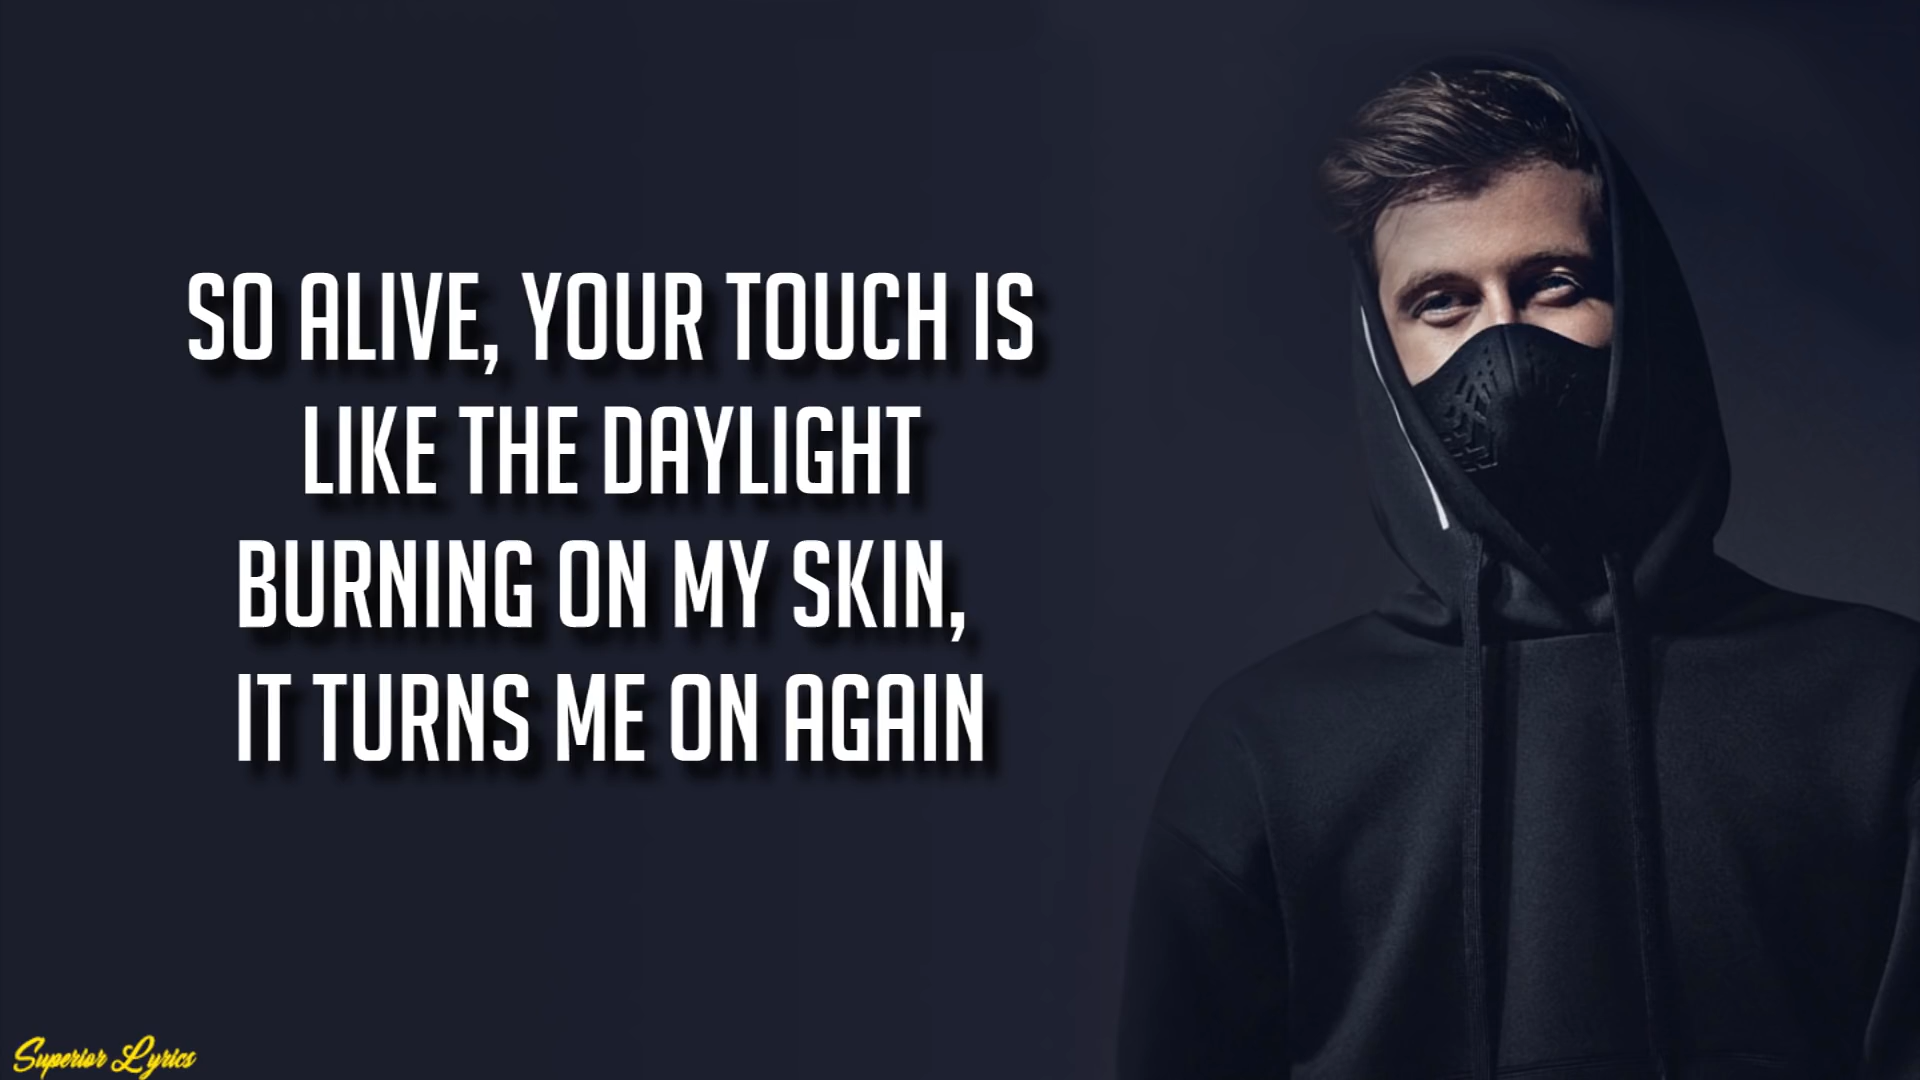 SO ALIVE, YOUR TOUCH IS
LIKE THE DAYLIGHT
BURNING ON MY SKIN,
IT TURNS ME ON AGAIN
Superior Lyrics